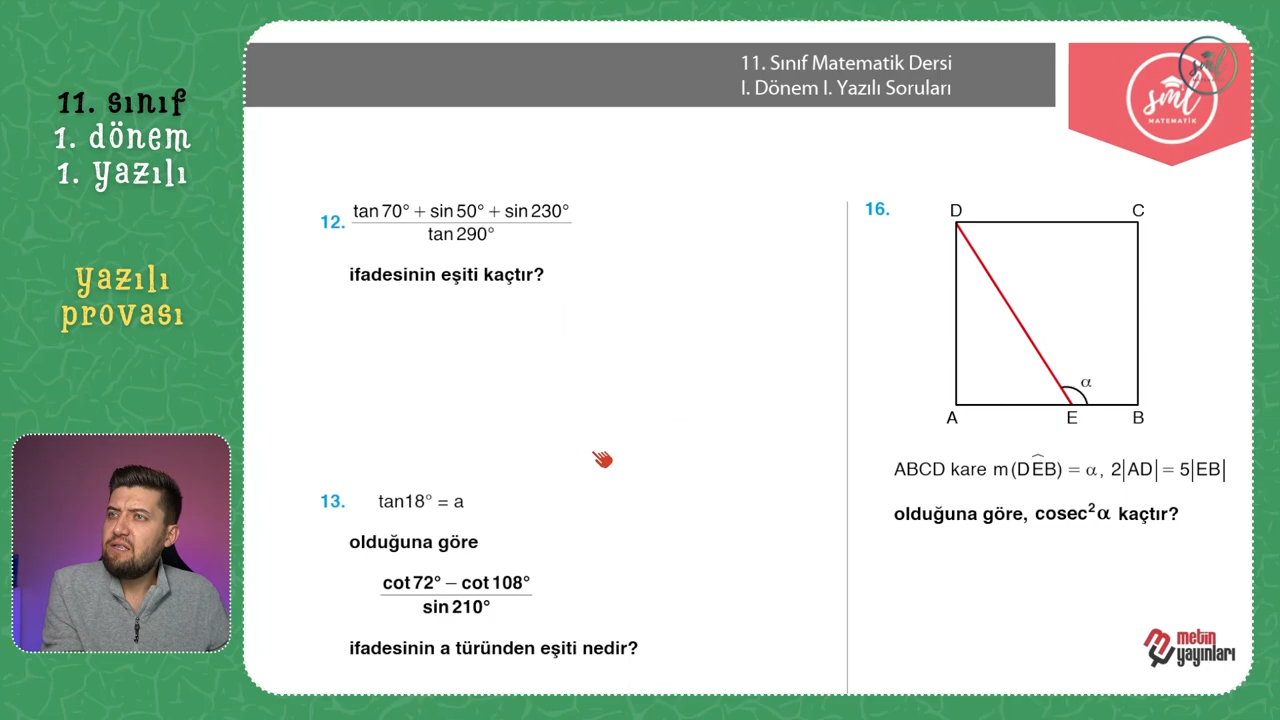 11. sınıf
1. dönem
1. yazılı
yazılı
provası
11. Sınıf Matematik Dersi
I. Dönem I. Yazılı Soruları
sml
MATEMATİK
sml
12. tan 70° + sin 50° + sin 230°
tan 290°
ifadesinin eşiti kaçtır?
13. tan18° = a
olduğuna göre
cot 72° – cot 108°
sin 210°
ifadesinin a türünden eşiti nedir?
16.
D C
α
A E B
ABCD kare m(DÊB) = α, 2|AD| = 5|EB|
olduğuna göre, cosec²α kaçtır?
metin
yayınları